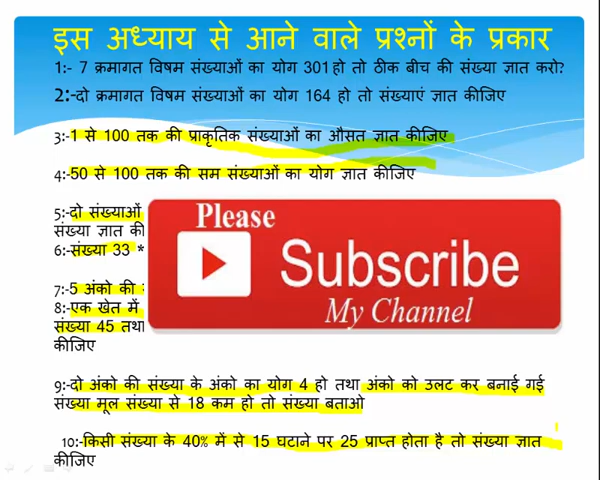 इस अध्याय से आने वाले प्रश्नों के प्रकार
1:- 7 क्रमागत विषम संख्याओं का योग 301 हो तो ठीक बीच की संख्या ज्ञात करो?
2:-दो क्रमागत विषम संख्याओं का योग 164 हो तो संख्याएं ज्ञात कीजिए
3:-1 से 100 तक की प्राकृतिक संख्याओं का औसत ज्ञात कीजिए
4:-50 से 100 तक की सम संख्याओं का योग ज्ञात कीजिए
5:-दो संख्याओं
संख्या ज्ञात की
6:-संख्या 33 *
7:-5 अंको की
8:-एक खेत में
संख्या 45 तथा
कीजिए
Please
Subscribe
My Channel
9:-दो अंको की संख्या के अंको का योग 4 हो तथा अंको को उलट कर बनाई गई
संख्या मूल संख्या से 18 कम हो तो संख्या बताओ
10:-किसी संख्या के 40% में से 15 घटाने पर 25 प्राप्त होता है तो संख्या ज्ञात
कीजिए